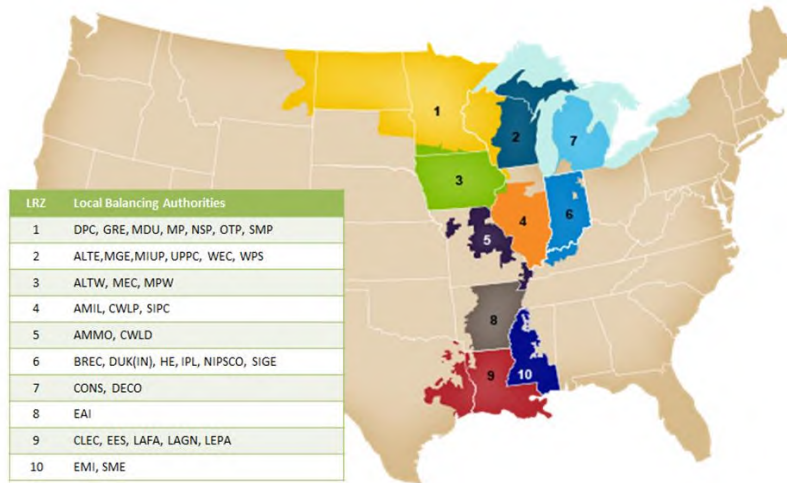 1
2
7
3
6
4
5
8
9
10
LRZ Local Balancing Authorities
1 DPC, GRE, MDU, MP, NSP, OTP, SMP
2 ALTE,MGE,MIUP, UPPC, WEC, WPS
3 ALTW, MEC, MPW
4 AMIL, CWLP, SIPC
5 AMMO, CWLD
6 BREC, DUK(IN), HE, IPL, NIPSCO, SIGE
7 CONS, DECO
8 EAI
9 CLEC, EES, LAFA, LAGN, LEPA
10 EMI, SME